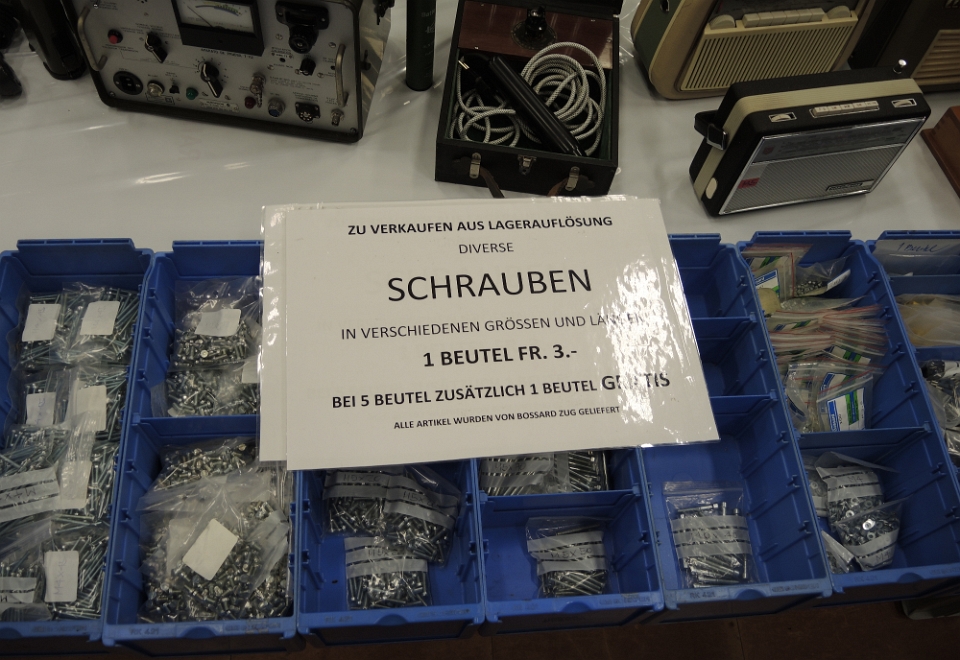 ZU VERKAUFEN AUS LAGERAUFLÖSUNG
DIVERSE
SCHRAUBEN
IN VERSCHIEDENEN GRÖSSEN UND LÄNGEN
1 BEUTEL FR. 3.-
BEI 5 BEUTEL ZUSÄTZLICH 1 BEUTEL GRATIS
ALLE ARTIKEL WURDEN VON BOSSARD ZUG GELIEFERT